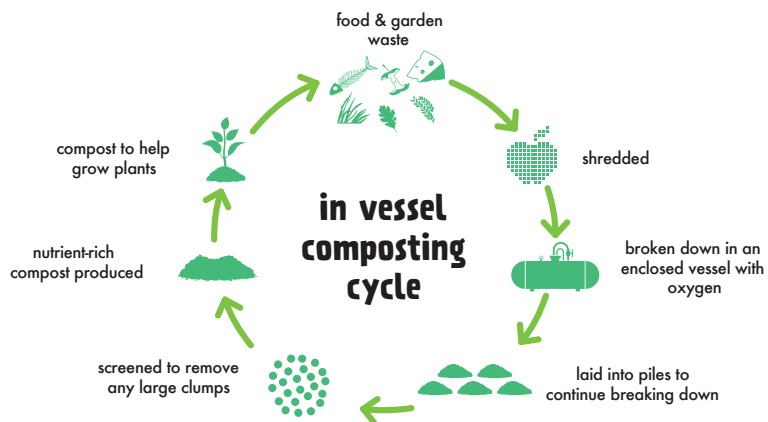 food & garden
waste
shredded
broken down in an
enclosed vessel with
oxygen
laid into piles to
continue breaking down
screened to remove
any large clumps
nutrient-rich
compost produced
compost to help
grow plants
in vessel
composting
cycle